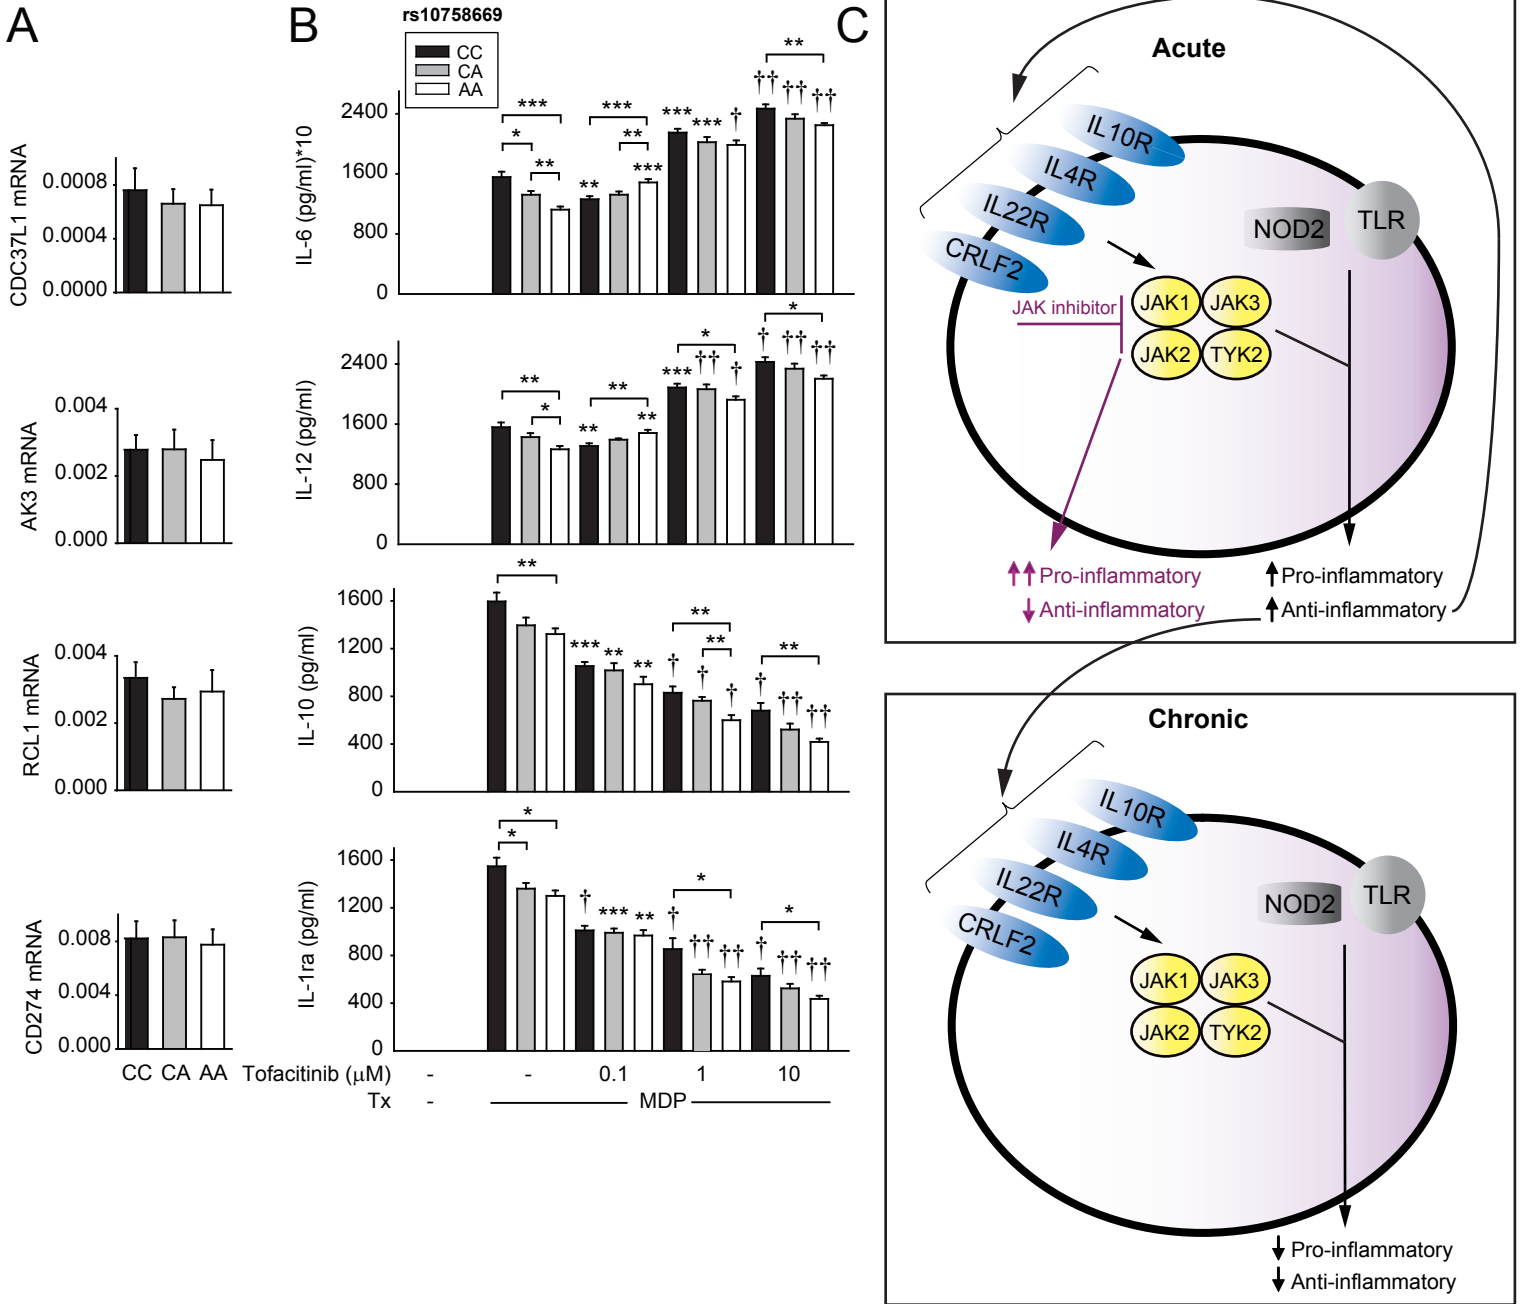 A
CDC37L1 mRNA
0.0008
0.0004
0.0000
AK3 mRNA
0.004
0.002
0.000
RCL1 mRNA
0.004
0.002
0.000
CD274 mRNA
0.008
0.004
0.000
CC CA AA
B
rs10758669
CC
CA
AA
IL-6 (pg/ml)*10
2400
1600
800
0
*** * ** ** *** ** *** *** *** † ** †† †† ††
IL-12 (pg/ml)
2400
1600
800
0
** * ** ** ** *** †† † * † †† †† *
IL-10 (pg/ml)
1600
1200
800
400
0
** *** ** ** † † † ** ** † †† †† **
IL-1ra (pg/ml)
1600
1200
800
400
0
* * † *** ** † †† †† * † †† †† *
Tofacitinib (μM) - - 0.1 1 10
Tx - MDP
C
Acute
IL10R
IL4R
IL22R
CRLF2
NOD2
TLR
JAK inhibitor
JAK1 JAK3
JAK2 TYK2
Pro-inflammatory
Anti-inflammatory
Pro-inflammatory
Anti-inflammatory
Chronic
IL10R
IL4R
IL22R
CRLF2
NOD2
TLR
JAK1 JAK3
JAK2 TYK2
Pro-inflammatory
Anti-inflammatory